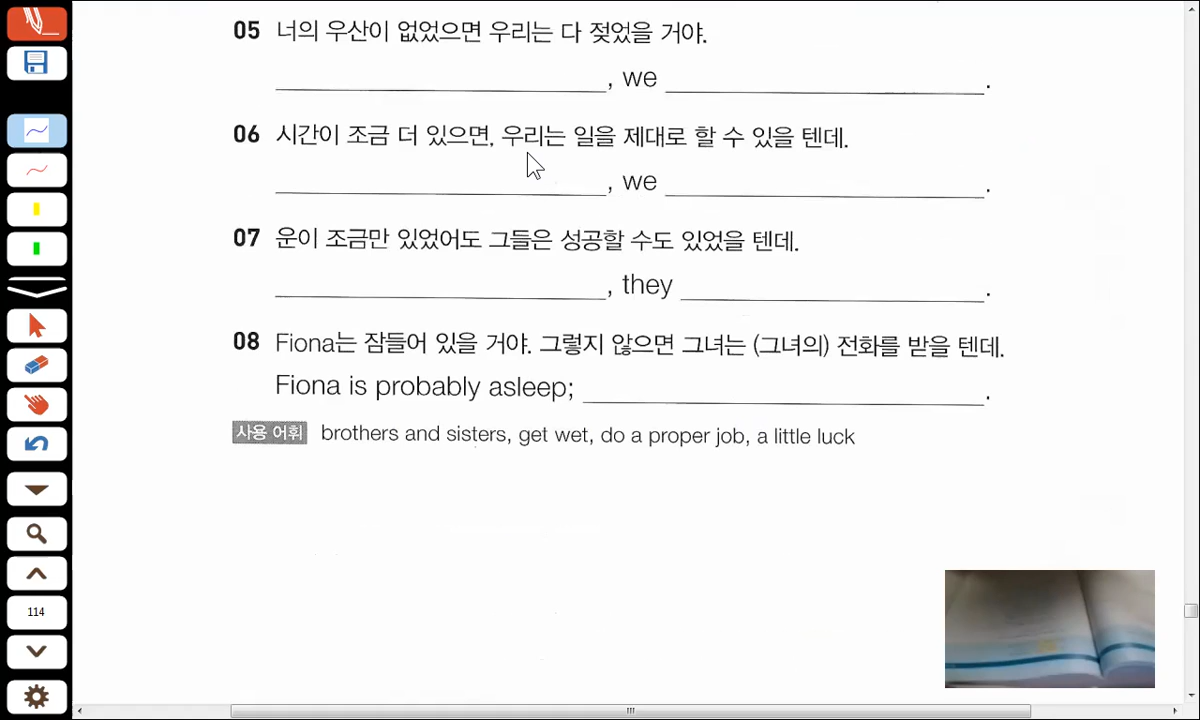 05 너의 우산이 없었으면 우리는 다 젖었을 거야.
, we .
06 시간이 조금 더 있으면, 우리는 일을 제대로 할 수 있을 텐데.
, we .
07 운이 조금만 있었어도 그들은 성공할 수도 있었을 텐데.
, they .
08 Fiona는 잠들어 있을 거야. 그렇지 않으면 그녀는 (그녀의) 전화를 받을 텐데.
Fiona is probably asleep; .
사용 어휘 brothers and sisters, get wet, do a proper job, a little luck
114